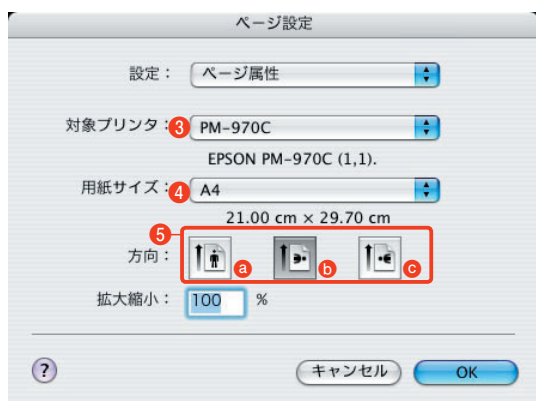 ページ設定
設定： ページ属性
対象プリンタ：3 PM-970C
EPSON PM-970C (1,1).
用紙サイズ：4 A4
21.00 cm × 29.70 cm
5
方向： a b c
拡大縮小： 100 %
? キャンセル OK